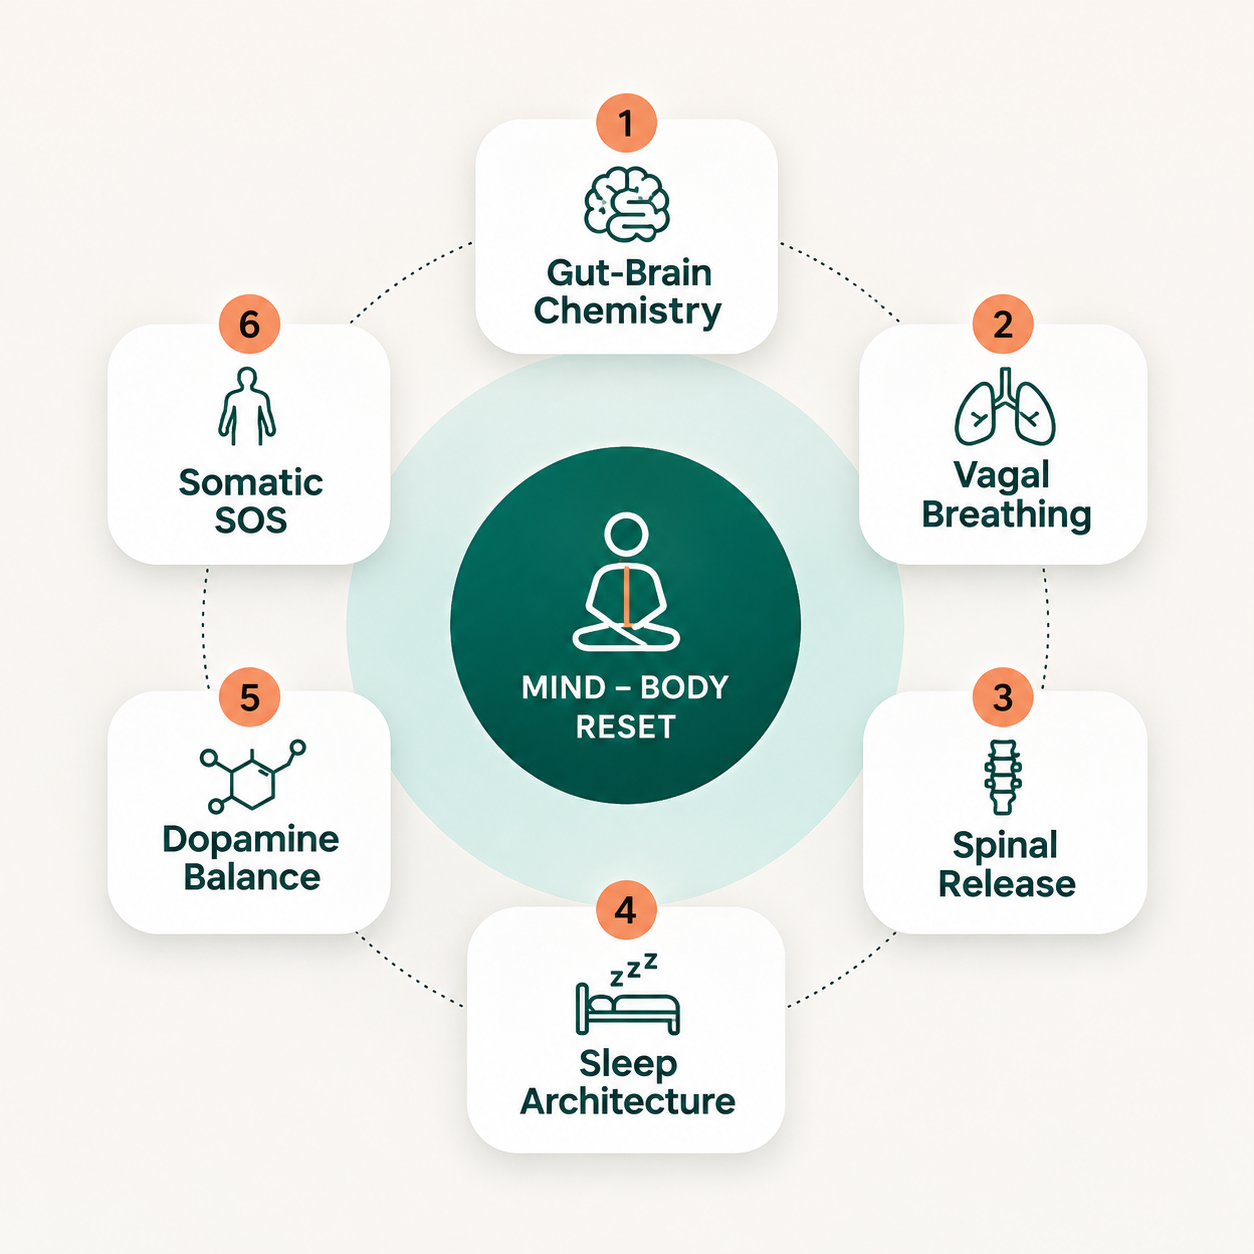 1
Gut-Brain
Chemistry
2
Vagal
Breathing
3
Spinal
Release
4
z z z
Sleep
Architecture
5
Dopamine
Balance
6
Somatic
SOS
MIND – BODY
RESET